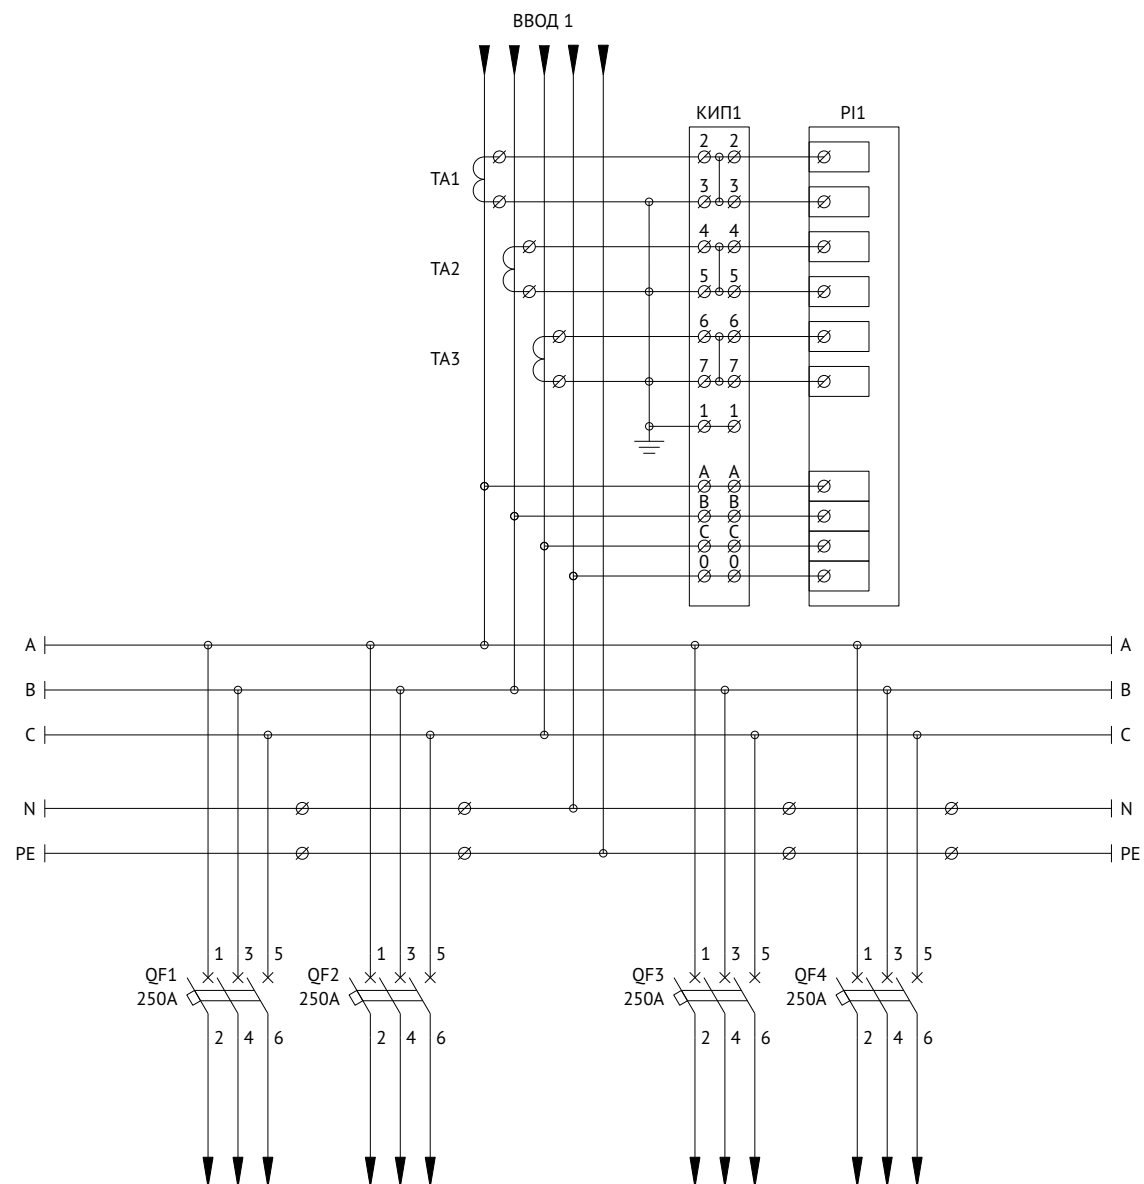 ВВОД 1
КИП1 PI1
2 2
TA1
3 3
4 4
TA2
5 5
6 6
TA3
7 7
1 1
A A
B B
C C
0 0
A A
B B
C C
N N
PE PE
1 3 5 1 3 5 1 3 5 1 3 5
QF1 QF2 QF3 QF4
250A 250A 250A 250A
2 4 6 2 4 6 2 4 6 2 4 6